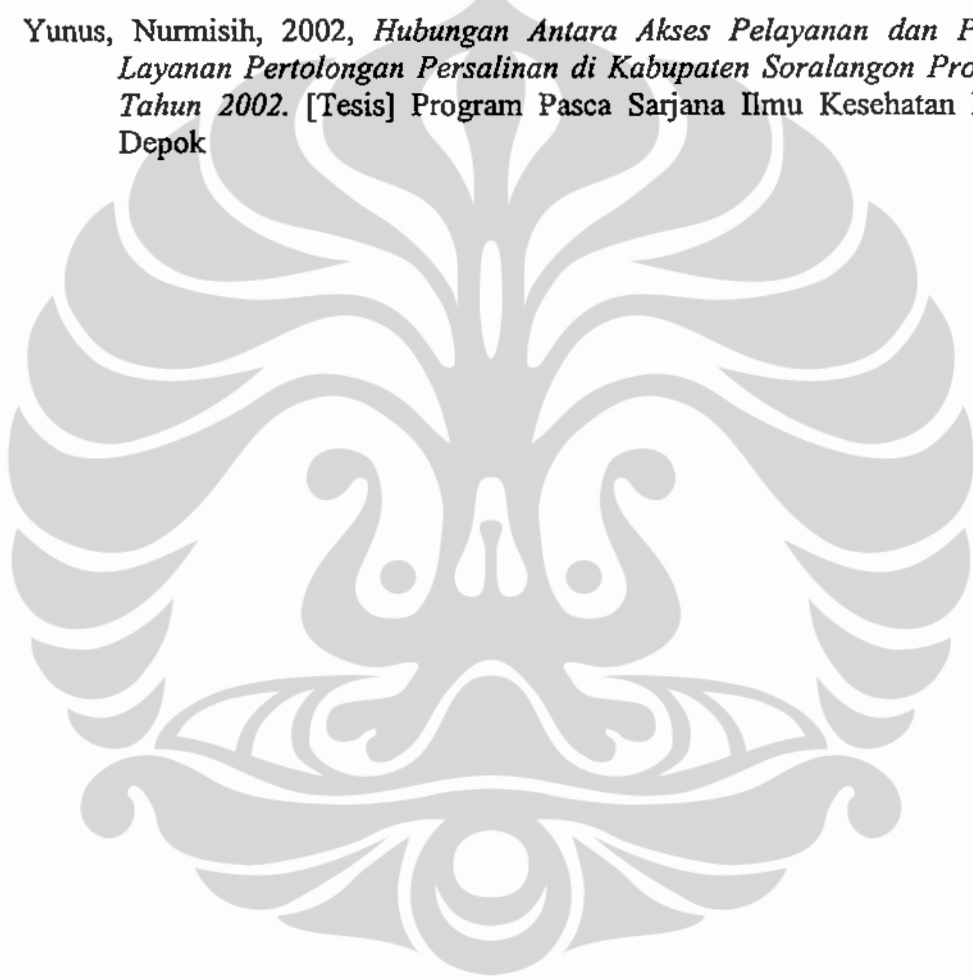 Yunus, Nurmisih, 2002, Hubungan Antara Akses Pelayanan dan
Layanan Pertolongan Persalinan di Kabupaten Soralangon
Tahun 2002. [Tesis] Program Pasca Sarjana Ilmu Kesehatan
Depok